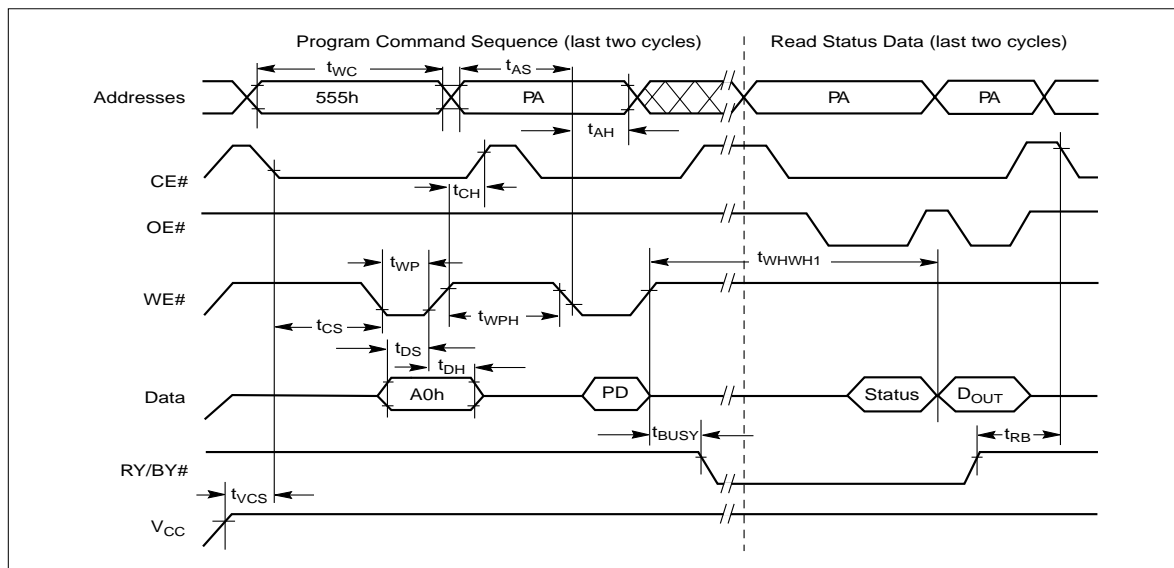 Program Command Sequence (last two cycles)
Read Status Data (last two cycles)
tWC
tAS
Addresses
555h
PA
PA
PA
tAH
CE#
tCH
OE#
tWP
tWHWH1
WE#
tCS
tWPH
tDS
tDH
Data
A0h
PD
Status
DOUT
tBUSY
tRB
RY/BY#
tVCS
VCC